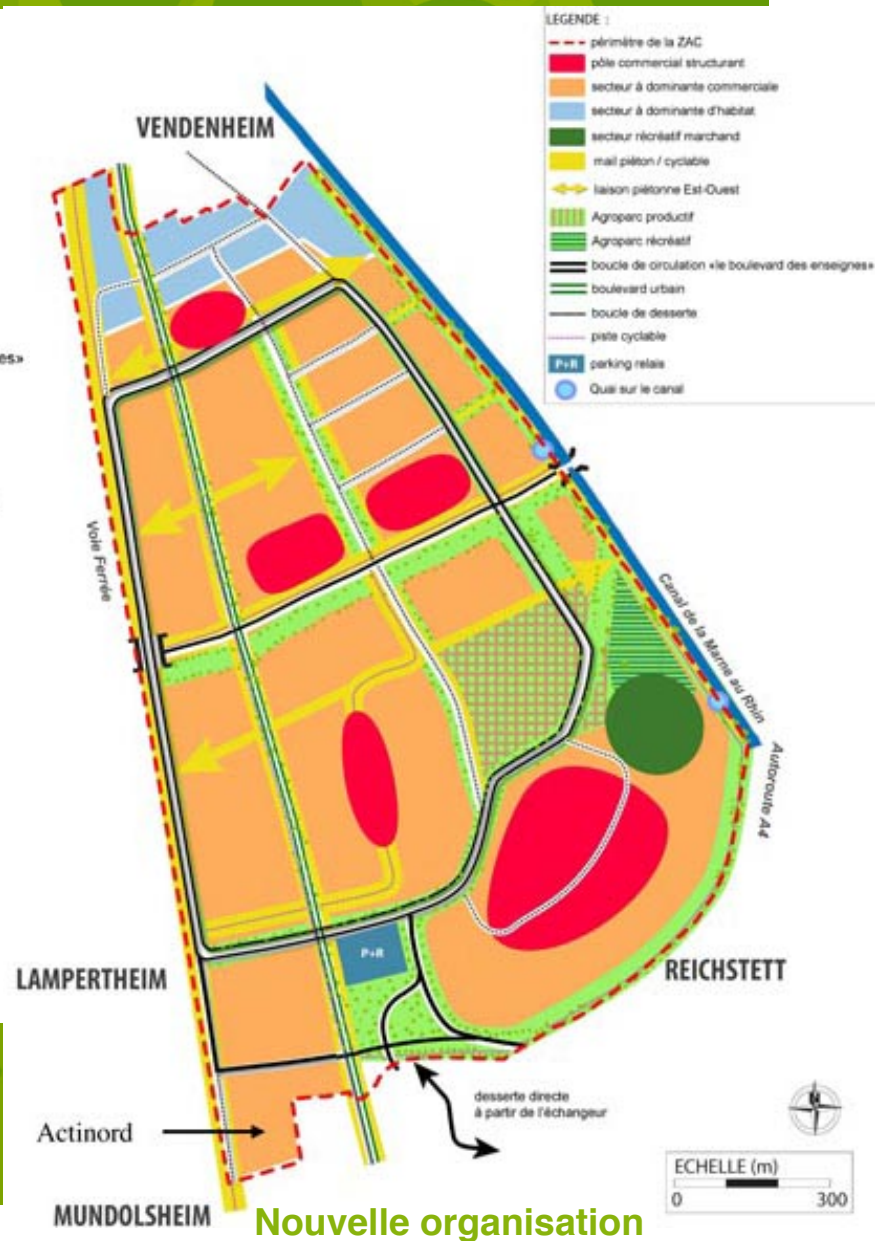 LEGENDE :
périmètre de la ZAC
pôle commercial structurant
secteur à dominante commerciale
secteur à dominante d'habitat
secteur récréatif marchand
mail piéton / cyclable
liaison piétonne Est-Ouest
Agroparc productif
Agroparc récréatif
boucle de circulation «le boulevard des enseignes»
boulevard urbain
boucle de desserte
piste cyclable
P+R parking relais
Quai sur le canal
VENDENHEIM
es»
Voie Ferrée
Canal de la Marne au Rhin
Autoroute A4
P+R
LAMPERTHEIM
REICHSTETT
desserte directe
à partir de l'échangeur
Actinord
N
ECHELLE (m)
0 300
MUNDOLSHEIM
Nouvelle organisation